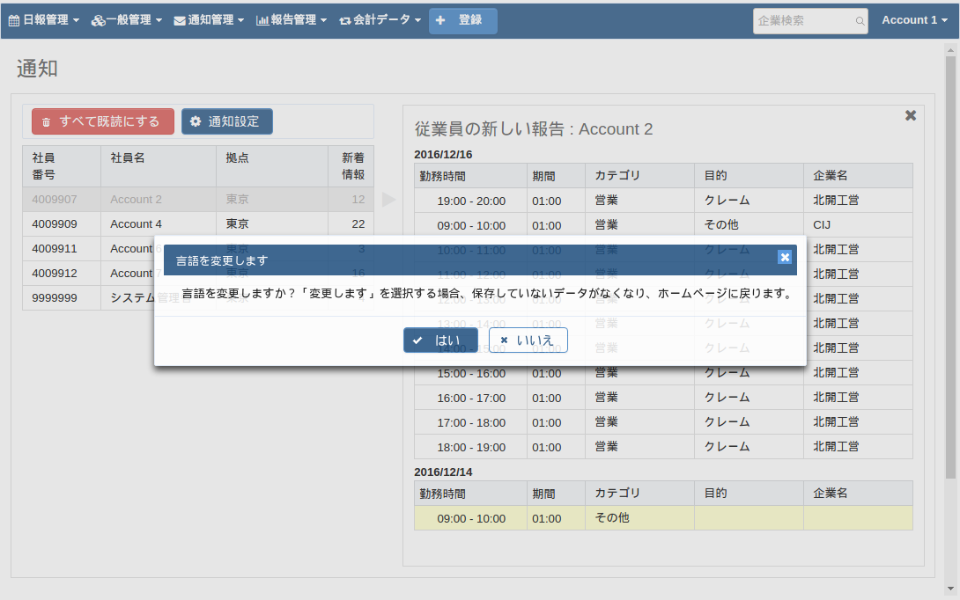 日報管理 一般管理 通知管理 報告管理 会計データ 登録 企業検索 Account 1
通知
すべて既読にする 通知設定
社員番号 社員名 拠点 新着情報
4009907 Account 2 東京 12
4009909 Account 4 東京 22
4009911 Account 東京 3
4009912 Account 7 16
9999999 システム管理
従業員の新しい報告 : Account 2
2016/12/16
勤務時間 期間 カテゴリ 目的 企業名
19:00 - 20:00 01:00 営業 クレーム 北開工営
09:00 - 10:00 01:00 営業 その他 CIJ
10:00 - 11:00 01:00 営業 クレーム 北開工営
11:00 - 12:00 01:00 営業 クレーム 北開工営
北開工営
13:00 - 14:00 01:00 営業 クレーム 北開工営
14:00 - 15:00 01:00 営業 クレーム 北開工営
15:00 - 16:00 01:00 営業 クレーム 北開工営
16:00 - 17:00 01:00 営業 クレーム 北開工営
17:00 - 18:00 01:00 営業 クレーム 北開工営
18:00 - 19:00 01:00 営業 クレーム 北開工営
2016/12/14
勤務時間 期間 カテゴリ 目的 企業名
09:00 - 10:00 01:00 その他
言語を変更します
言語を変更しますか？「変更します」を選択する場合、保存していないデータがなくなり、ホームページに戻ります。
はい いいえ